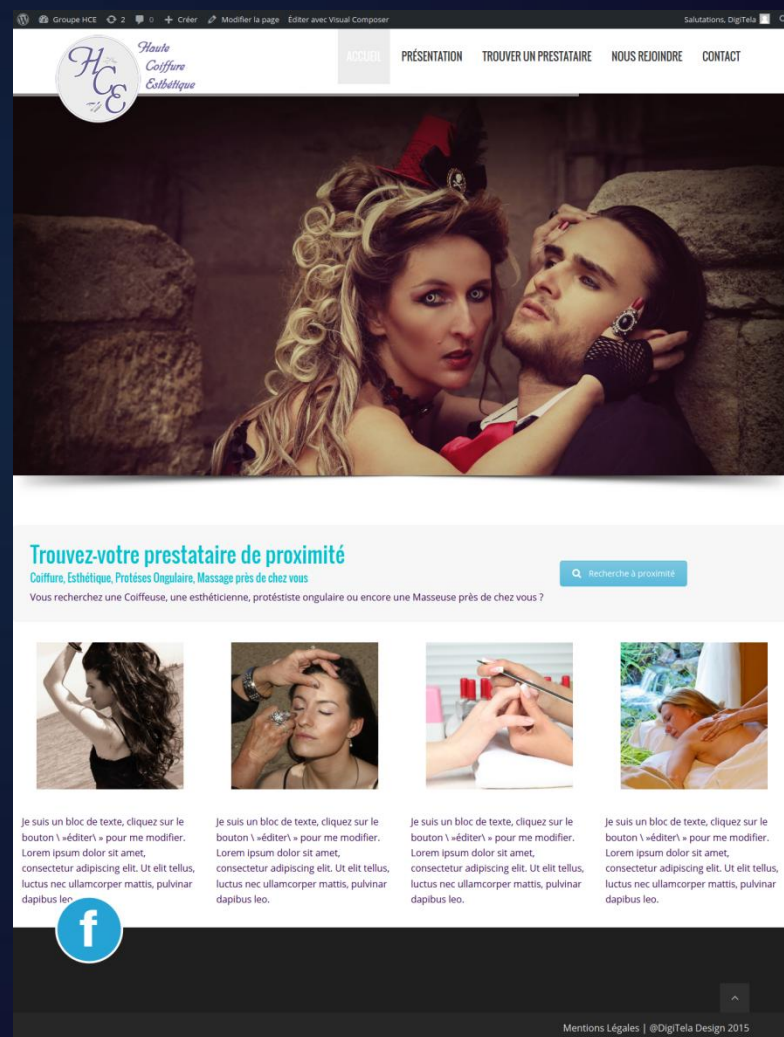 Groupe HCE 2 0 + Créer Modifier la page Éditer avec Visual Composer Salutations, DigiTela
HCE
Haute
Coiffure
Esthétique
ACCUEIL PRÉSENTATION TROUVER UN PRESTATAIRE NOUS REJOINDRE CONTACT
Trouvez-votre prestataire de proximité
Coiffure, Esthétique, Protéses Ongulaire, Massage près de chez vous
Vous recherchez une Coiffeuse, une esthéticienne, protéstiste ongulaire ou encore une Masseuse près de chez vous ?
Recherche à proximité
Je suis un bloc de texte, cliquez sur le
bouton \ »éditer\ » pour me modifier.
Lorem ipsum dolor sit amet,
consectetur adipiscing elit. Ut elit tellus,
luctus nec ullamcorper mattis, pulvinar
dapibus leo.
Je suis un bloc de texte, cliquez sur le
bouton \ »éditer\ » pour me modifier.
Lorem ipsum dolor sit amet,
consectetur adipiscing elit. Ut elit tellus,
luctus nec ullamcorper mattis, pulvinar
dapibus leo.
Je suis un bloc de texte, cliquez sur le
bouton \ »éditer\ » pour me modifier.
Lorem ipsum dolor sit amet,
consectetur adipiscing elit. Ut elit tellus,
luctus nec ullamcorper mattis, pulvinar
dapibus leo.
Je suis un bloc de texte, cliquez sur le
bouton \ »éditer\ » pour me modifier.
Lorem ipsum dolor sit amet,
consectetur adipiscing elit. Ut elit tellus,
luctus nec ullamcorper mattis, pulvinar
dapibus leo.
f
Mentions Légales | @DigiTela Design 2015